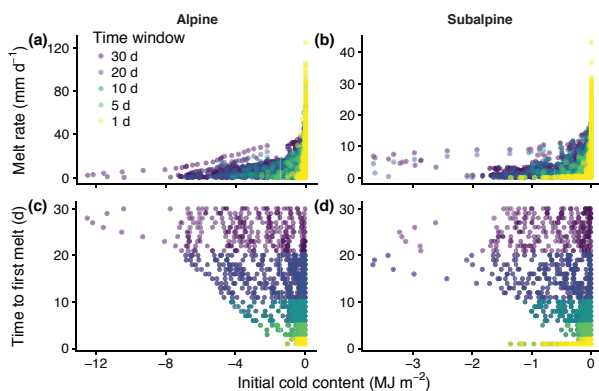 Alpine
Subalpine
(a)
Time window
30 d
20 d
10 d
5 d
1 d
(b)
Melt rate (mm d⁻¹)
120
80
40
0
40
30
20
10
0
(c)
(d)
Time to first melt (d)
30
20
10
0
30
20
10
0
−12
−8
−4
0
−3
−2
−1
0
Initial cold content (MJ m⁻²)